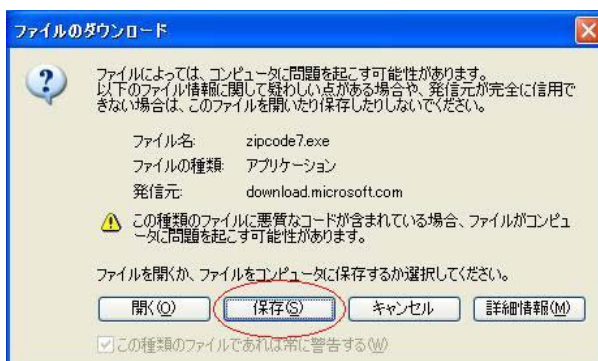 ファイルのダウンロード
ファイルによっては、コンピュータに問題を起こす可能性があります。
以下のファイル情報に関して疑わしい点がある場合や、発信元が完全に信用で
きない場合は、このファイルを開いたり保存したりしないでください。
ファイル名: zipcode7.exe
ファイルの種類: アプリケーション
発信元: download.microsoft.com
この種類のファイルに悪質なコードが含まれている場合、ファイルがコンピュ
ータに問題を起こす可能性があります。
ファイルを開くか、ファイルをコンピュータに保存するか選択してください。
開く(O) 保存(S) キャンセル 詳細情報(M)
この種類のファイルであれば常に警告する(W)